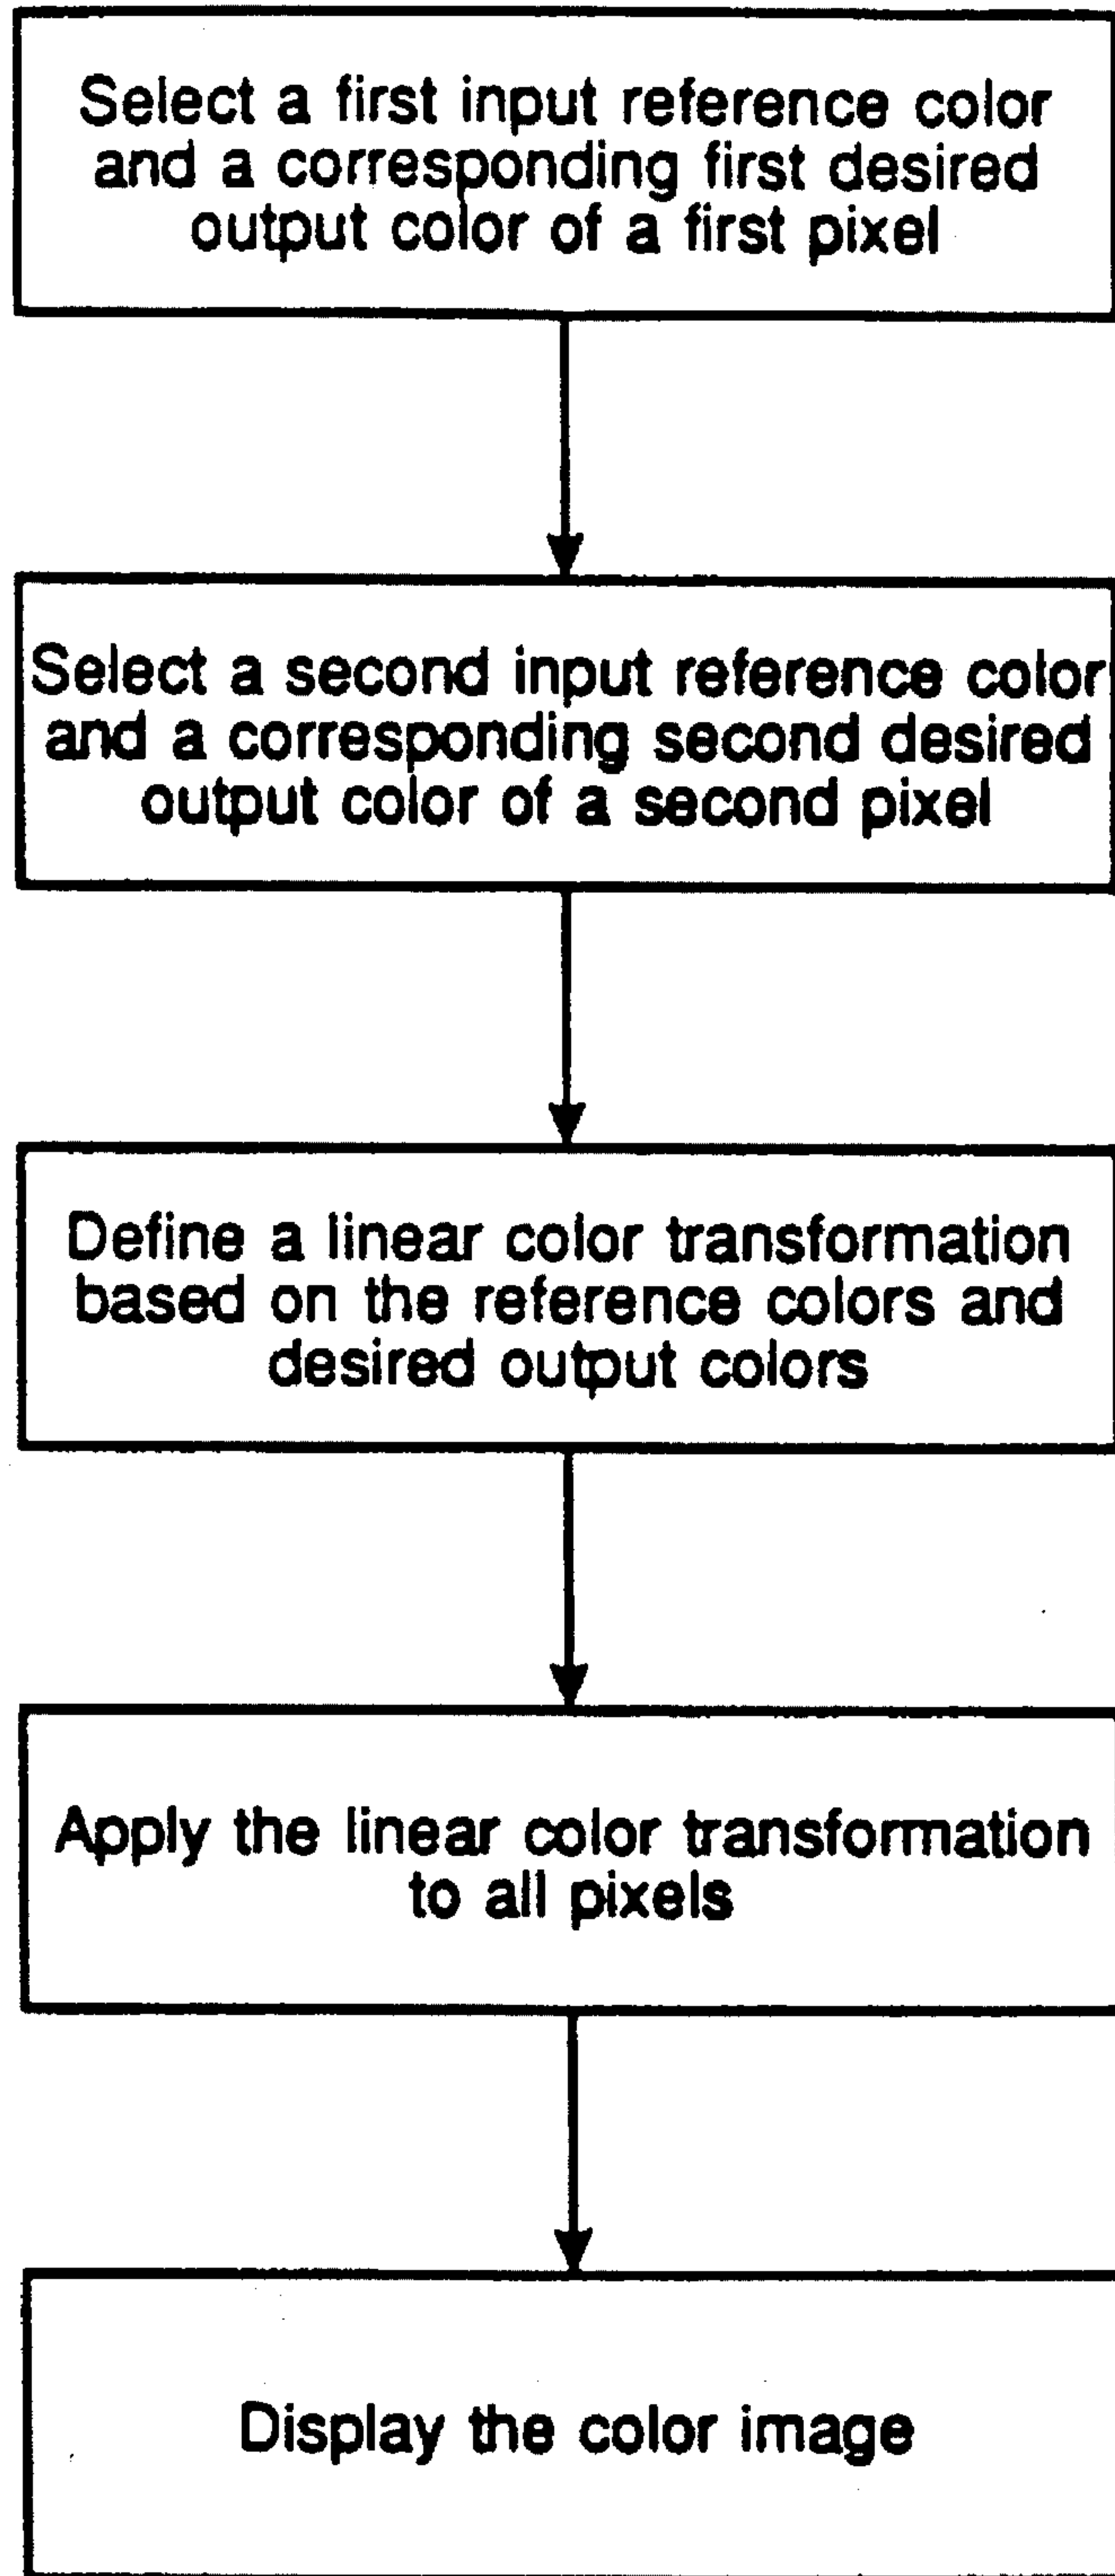 Select a first input reference color
and a corresponding first desired
output color of a first pixel
Select a second input reference color
and a corresponding second desired
output color of a second pixel
Define a linear color transformation
based on the reference colors and
desired output colors
Apply the linear color transformation
to all pixels
Display the color image